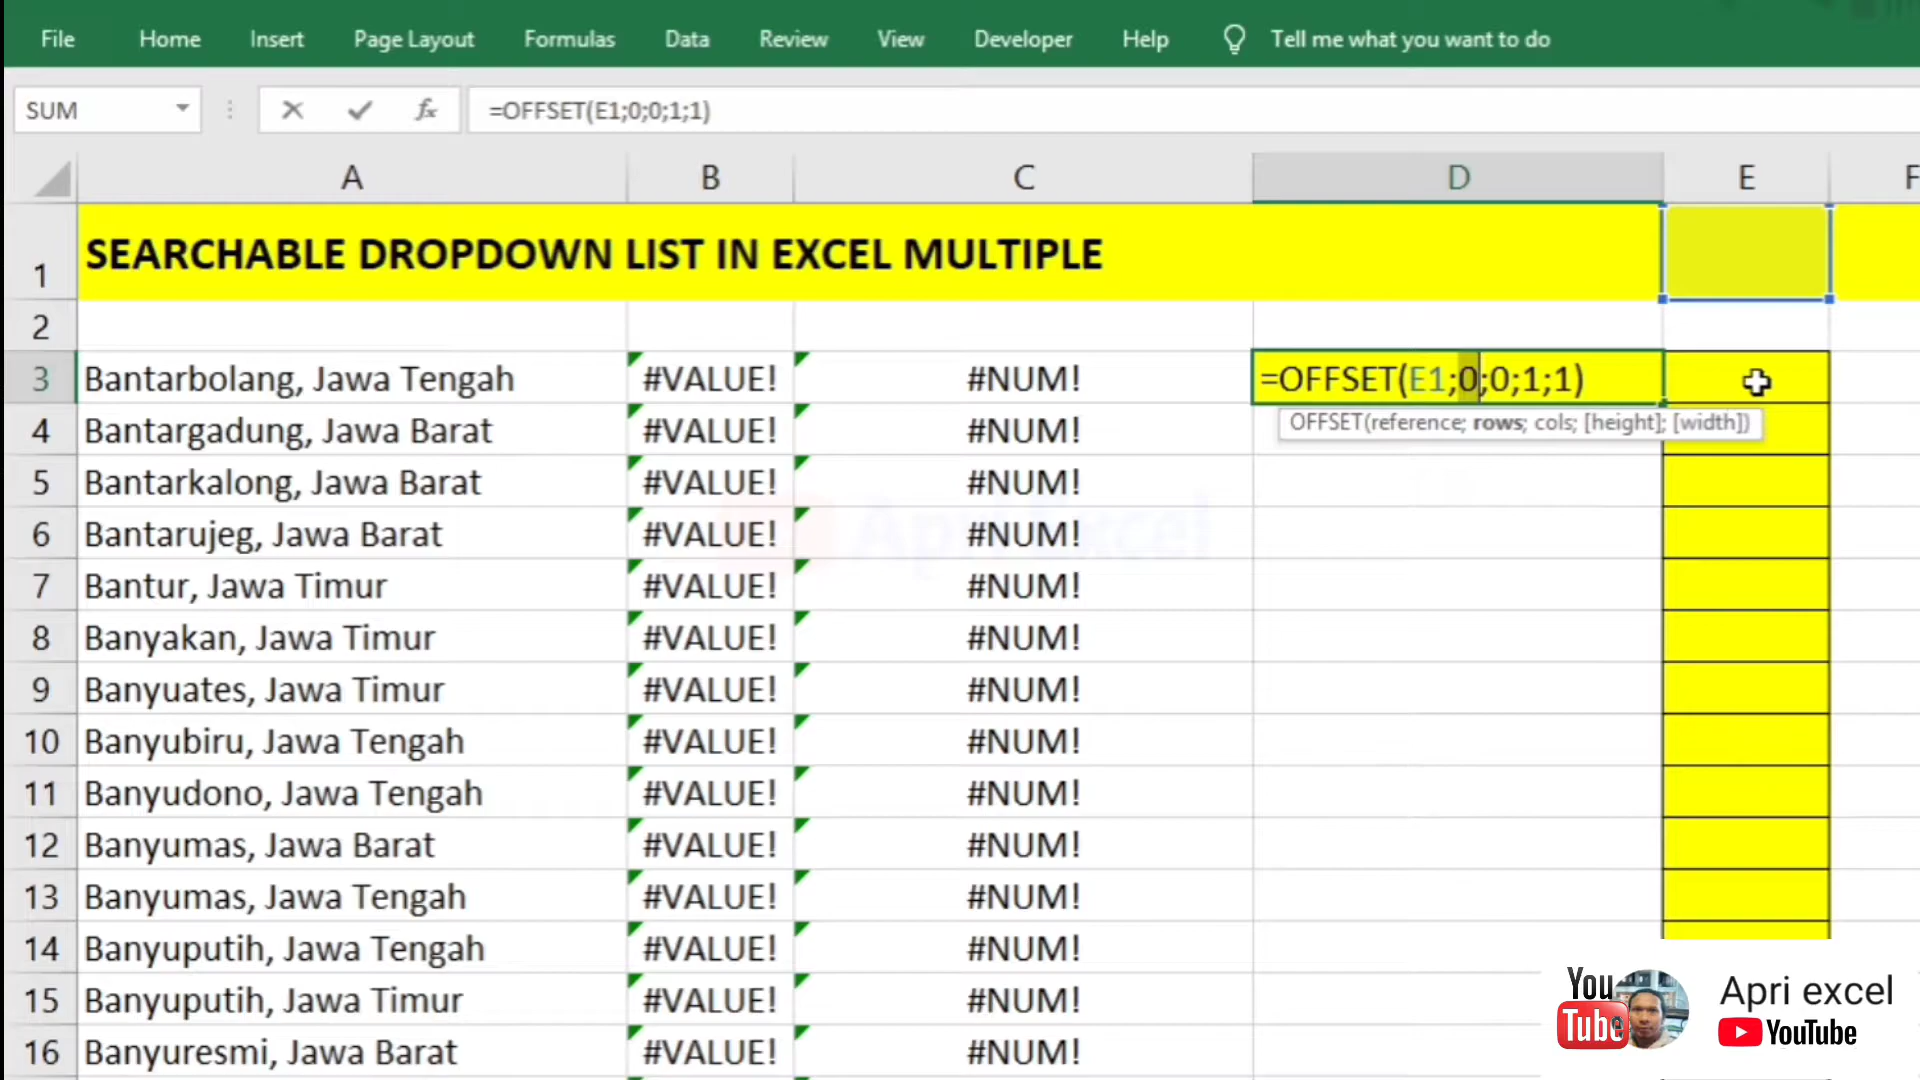 File Home Insert Page Layout Formulas Data Review View Developer Help Tell me what you want to do
SUM fx =OFFSET(E1;0;0;1;1)
A B C D E F
1 SEARCHABLE DROPDOWN LIST IN EXCEL MULTIPLE
2
3 Bantarbolang, Jawa Tengah #VALUE! #NUM! =OFFSET(E1;0;0;1;1)
OFFSET(reference; rows; cols; [height]; [width])
4 Bantargadung, Jawa Barat #VALUE! #NUM!
5 Bantarkalong, Jawa Barat #VALUE! #NUM!
6 Bantarujeg, Jawa Barat #VALUE! #NUM!
Apri Excel
7 Bantur, Jawa Timur #VALUE! #NUM!
8 Banyakan, Jawa Timur #VALUE! #NUM!
9 Banyuates, Jawa Timur #VALUE! #NUM!
10 Banyubiru, Jawa Tengah #VALUE! #NUM!
11 Banyudono, Jawa Tengah #VALUE! #NUM!
12 Banyumas, Jawa Barat #VALUE! #NUM!
13 Banyumas, Jawa Tengah #VALUE! #NUM!
14 Banyuputih, Jawa Tengah #VALUE! #NUM!
15 Banyuputih, Jawa Timur #VALUE! #NUM!
16 Banyuresmi, Jawa Barat #VALUE! #NUM!
You
Tube
Apri excel
YouTube